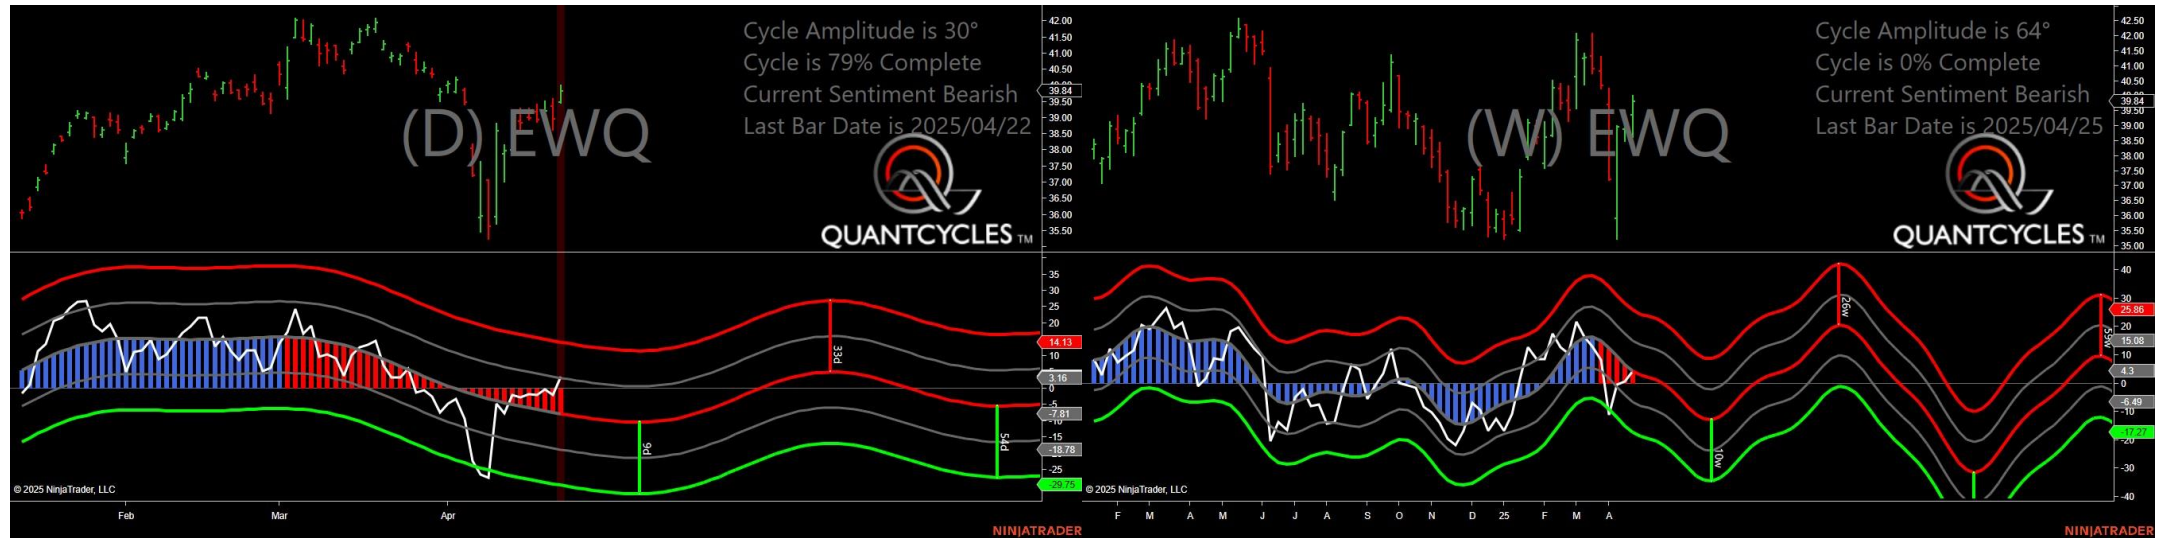 Cycle Amplitude is 30°
Cycle is 79% Complete
Current Sentiment Bearish
Last Bar Date is 2025/04/22
(D) EWQ
QUANTCYCLES TM
42.00
41.50
41.00
40.50
39.84
39.50
39.00
38.50
38.00
37.50
37.00
36.50
36.00
35.50
35
30
25
20
14.13
10
3.16
0
-5
-7.81
-15
-18.78
-25
-29.75
33d
9d
54d
© 2025 NinjaTrader, LLC
Feb
Mar
Apr
NINJATRADER
Cycle Amplitude is 64°
Cycle is 0% Complete
Current Sentiment Bearish
Last Bar Date is 2025/04/25
(W) EWQ
QUANTCYCLES TM
42.50
42.00
41.50
41.00
40.50
39.84
39.50
39.00
38.50
38.00
37.50
37.00
36.50
36.00
35.50
35.00
40
30
25.86
20
15.08
10
4.3
0
-6.49
-10
-17.27
-30
-40
26w
10w
59w
© 2025 NinjaTrader, LLC
F
M
A
M
J
J
A
S
O
N
D
25
F
M
A
NINJATRADER